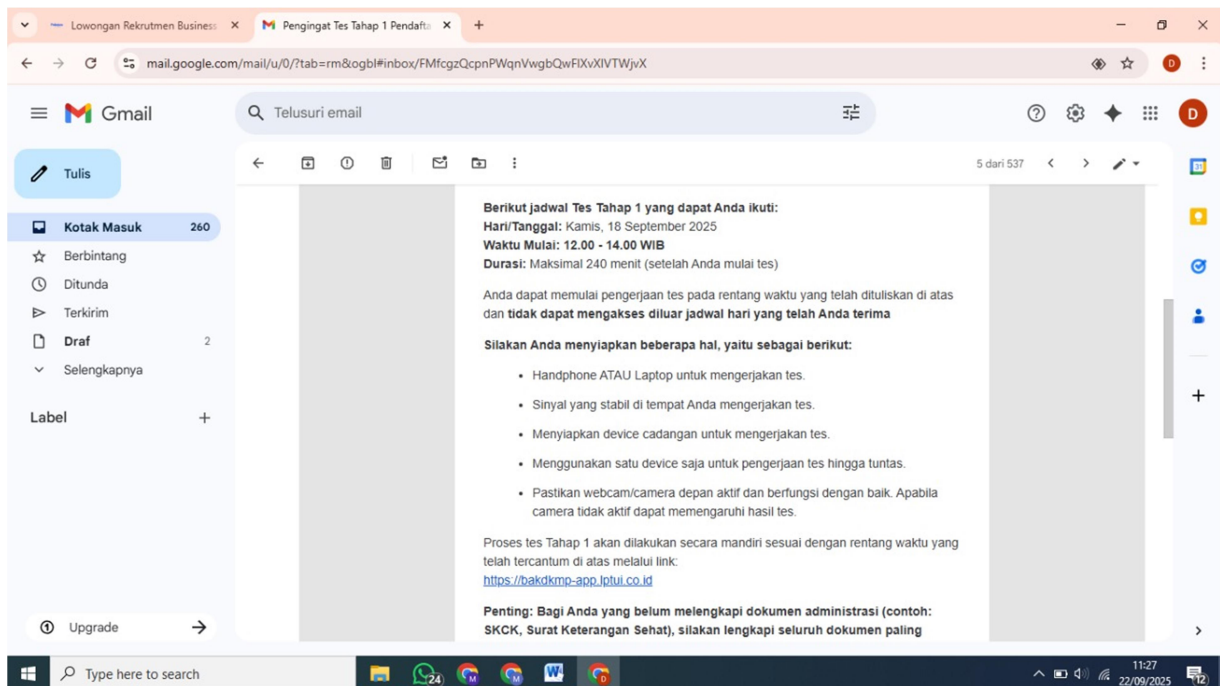 Lowongan Rekrutmen Business
Pengingat Tes Tahap 1 Pendafta
mail.google.com/mail/u/0/?tab=rm&ogbl#inbox/FMfcgzQcpnPWqnVwgbQwFlXvXlVTWjvX
D
Gmail
Telusuri email
D
Tulis
5 dari 537
31
Kotak Masuk 260
Berbintang
Ditunda
Terkirim
Draf 2
Selengkapnya
Label
Berikut jadwal Tes Tahap 1 yang dapat Anda ikuti:
Hari/Tanggal: Kamis, 18 September 2025
Waktu Mulai: 12.00 - 14.00 WIB
Durasi: Maksimal 240 menit (setelah Anda mulai tes)
Anda dapat memulai pengerjaan tes pada rentang waktu yang telah dituliskan di atas
dan tidak dapat mengakses diluar jadwal hari yang telah Anda terima
Silakan Anda menyiapkan beberapa hal, yaitu sebagai berikut:
• Handphone ATAU Laptop untuk mengerjakan tes.
• Sinyal yang stabil di tempat Anda mengerjakan tes.
• Menyiapkan device cadangan untuk mengerjakan tes.
• Menggunakan satu device saja untuk pengerjaan tes hingga tuntas.
• Pastikan webcam/camera depan aktif dan berfungsi dengan baik. Apabila
camera tidak aktif dapat memengaruhi hasil tes.
Proses tes Tahap 1 akan dilakukan secara mandiri sesuai dengan rentang waktu yang
telah tercantum di atas melalui link:
https://bakdkmp-app.lptui.co.id
Penting: Bagi Anda yang belum melengkapi dokumen administrasi (contoh:
SKCK, Surat Keterangan Sehat), silakan lengkapi seluruh dokumen paling
Upgrade
Type here to search
24
11:27
22/09/2025
12